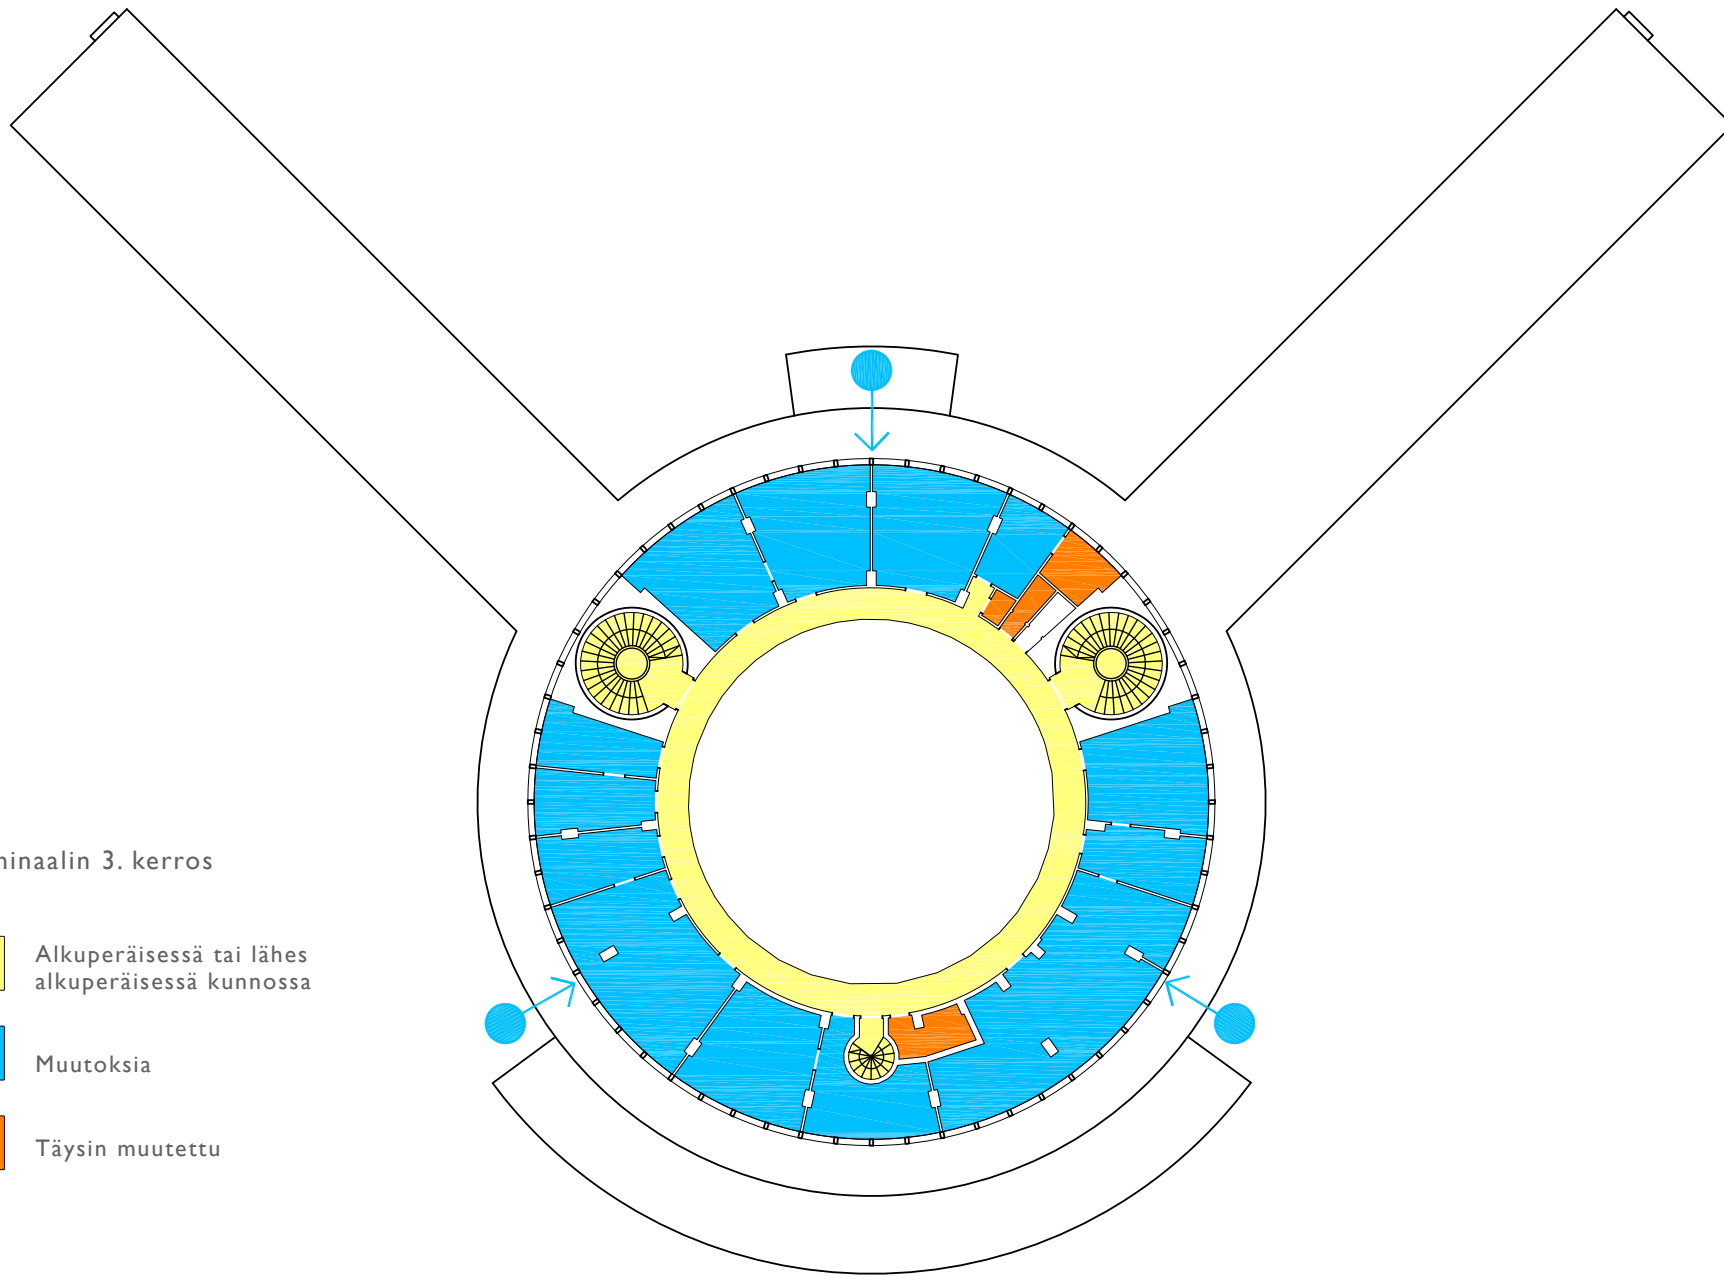 minaalin 3. kerros
Alkuperäisessä tai lähes
alkuperäisessä kunnossa
Muutoksia
Täysin muutettu